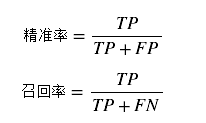 精准率 = TP / (TP + FP)
召回率 = TP / (TP + FN)